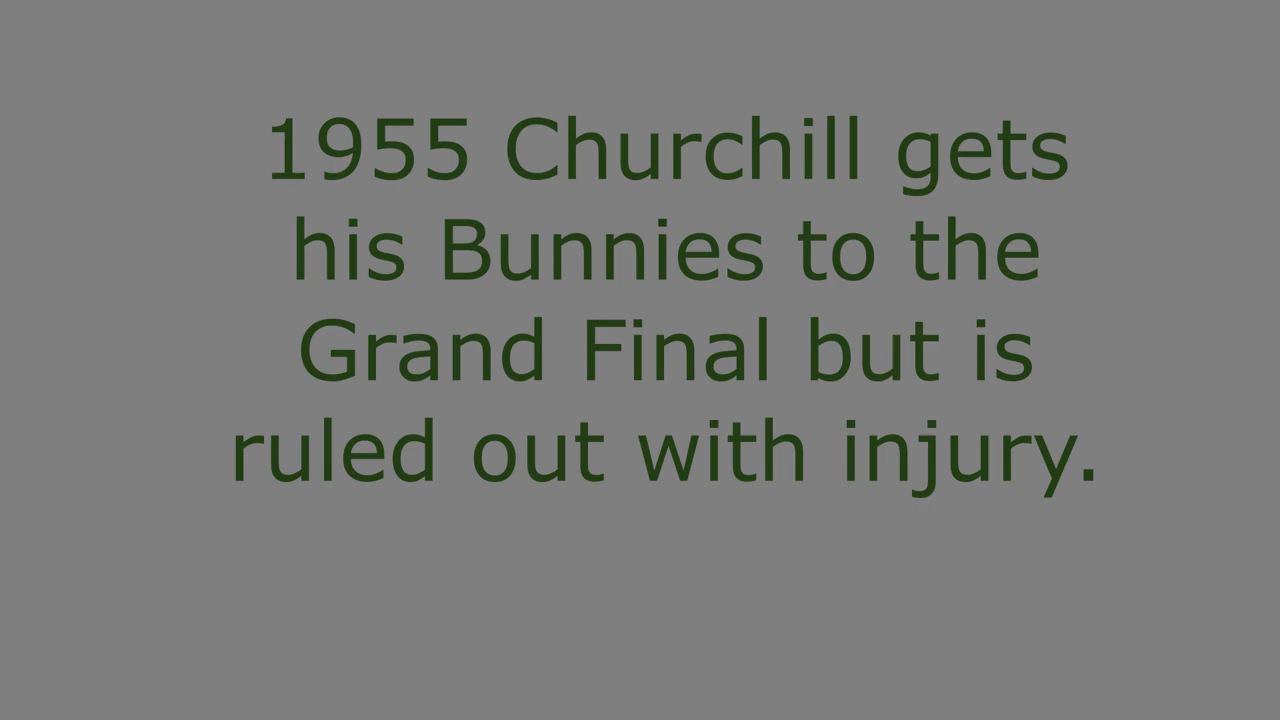 1955 Churchill gets
his Bunnies to the
Grand Final but is
ruled out with injury.